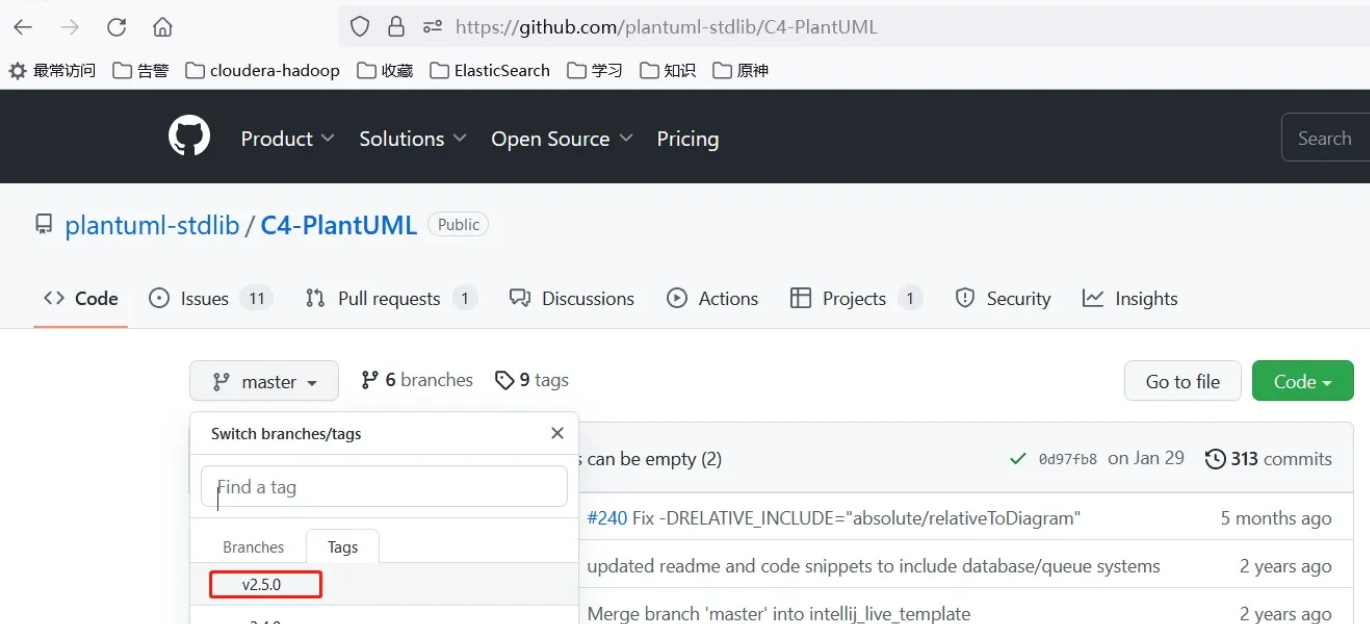 https://github.com/plantuml-stdlib/C4-PlantUML
最常访问 告警 cloudera-hadoop 收藏 ElasticSearch 学习 知识 原神
Product Solutions Open Source Pricing Search
plantuml-stdlib / C4-PlantUML Public
Code Issues 11 Pull requests 1 Discussions Actions Projects 1 Security Insights
master 6 branches 9 tags Go to file Code
Switch branches/tags
s can be empty (2) 0d97fb8 on Jan 29 313 commits
Find a tag
#240 Fix -DRELATIVE_INCLUDE="absolute/relativeToDiagram" 5 months ago
Branches Tags
updated readme and code snippets to include database/queue systems 2 years ago
v2.5.0
Merge branch 'master' into intellij_live_template 2 years ago